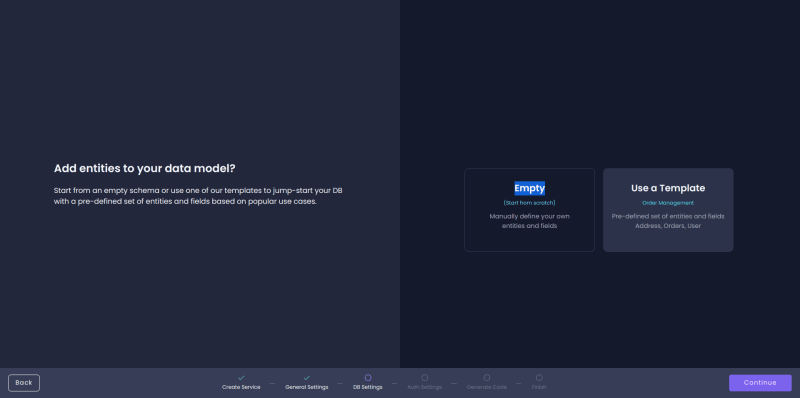 Add entities to your data model?
Start from an empty schema or use one of our templates to jump-start your DB
with a pre-defined set of entities and fields based on popular use cases.
Empty
(Start from scratch)
Manually define your own
entities and fields
Use a Template
Order Management
Pre-defined set of entities and fields
Address, Orders, User
Back
Create Service
General Settings
DB Settings
Auth Settings
Generate Code
Finish
Continue